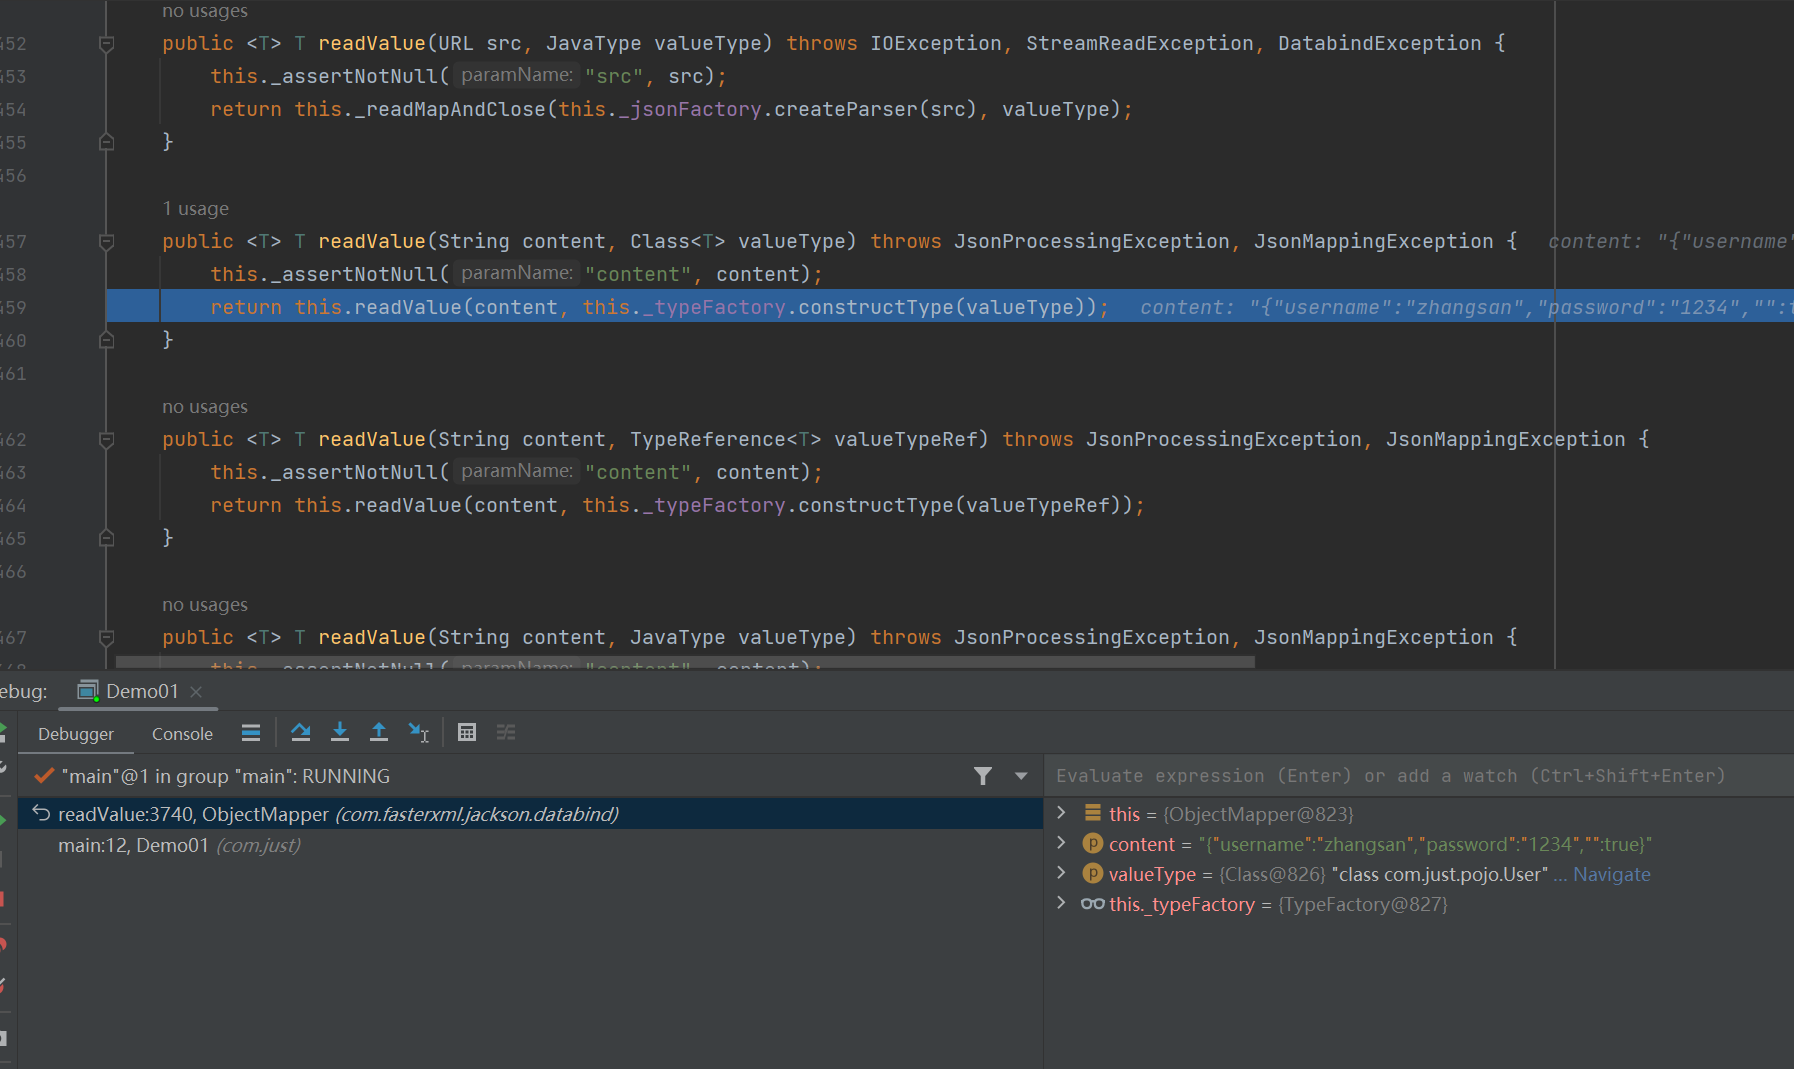 no usages
452 public <T> T readValue(URL src, JavaType valueType) throws IOException, StreamReadException, DatabindException {
453 this._assertNotNull( paramName: "src", src);
454 return this._readMapAndClose(this._jsonFactory.createParser(src), valueType);
455 }
456
1 usage
457 public <T> T readValue(String content, Class<T> valueType) throws JsonProcessingException, JsonMappingException { content: "{"username"
458 this._assertNotNull( paramName: "content", content);
459 return this.readValue(content, this._typeFactory.constructType(valueType)); content: "{"username":"zhangsan","password":"1234","":t
460 }
461
no usages
462 public <T> T readValue(String content, TypeReference<T> valueTypeRef) throws JsonProcessingException, JsonMappingException {
463 this._assertNotNull( paramName: "content", content);
464 return this.readValue(content, this._typeFactory.constructType(valueTypeRef));
465 }
466
no usages
467 public <T> T readValue(String content, JavaType valueType) throws JsonProcessingException, JsonMappingException {
468 this._assertNotNull( paramName: "content", content);
ebug: Demo01
Debugger Console
"main"@1 in group "main": RUNNING
Evaluate expression (Enter) or add a watch (Ctrl+Shift+Enter)
readValue:3740, ObjectMapper (com.fasterxml.jackson.databind)
main:12, Demo01 (com.just)
this = {ObjectMapper@823}
content = "{"username":"zhangsan","password":"1234","":true}"
valueType = {Class@826} "class com.just.pojo.User" ... Navigate
this._typeFactory = {TypeFactory@827}